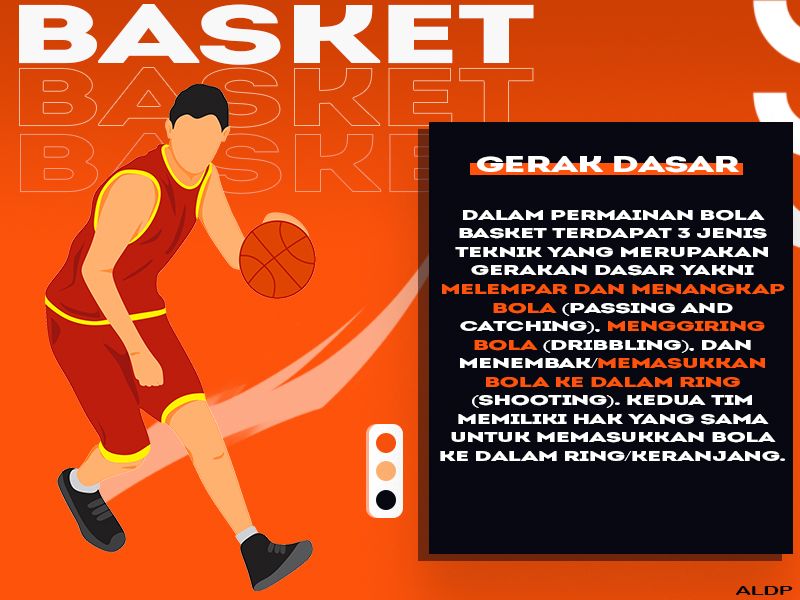 BASKET
BASKET
BASKE
GERAK DASAR
DALAM PERMAINAN BOLA
BASKET TERDAPAT 3 JENIS
TEKNIK YANG MERUPAKAN
GERAKAN DASAR YAKNI
MELEMPAR DAN MENANGKAP
BOLA (PASSING AND
CATCHING), MENGGIRING
BOLA (DRIBBLING), DAN
MENEMBAK/MEMASUKKAN
BOLA KE DALAM RING
(SHOOTING). KEDUA TIM
MEMILIKI HAK YANG SAMA
UNTUK MEMASUKKAN BOLA
KE DALAM RING/KERANJANG.
ALDP